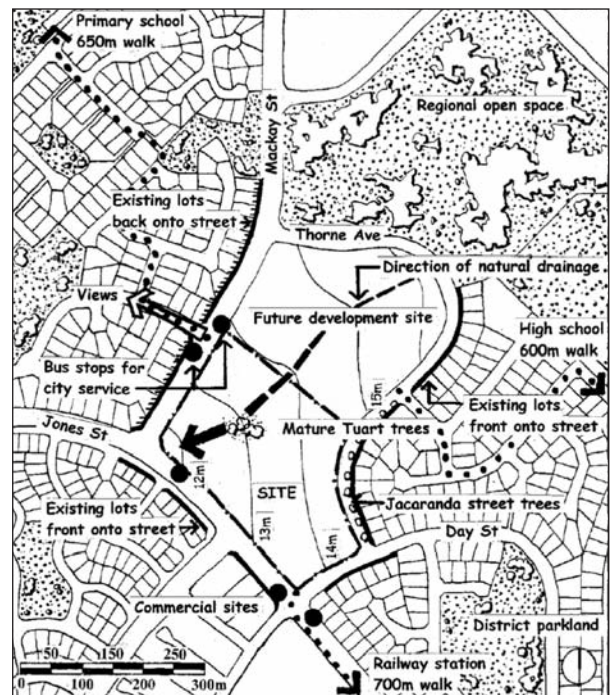 Primary school
650m walk
Mackay St
Regional open space
Existing lots
back onto street
Thorne Ave
Direction of natural drainage
Views
Future development site
High school
600m walk
Bus stops for
city service
15m
Existing lots
front onto street
Jones St
Mature Tuart trees
12m
SITE
Jacaranda street trees
Existing lots
front onto street
13m
14m
Day St
Commercial sites
District parkland
50 150 250
0 100 200 300m
Railway station
700m walk